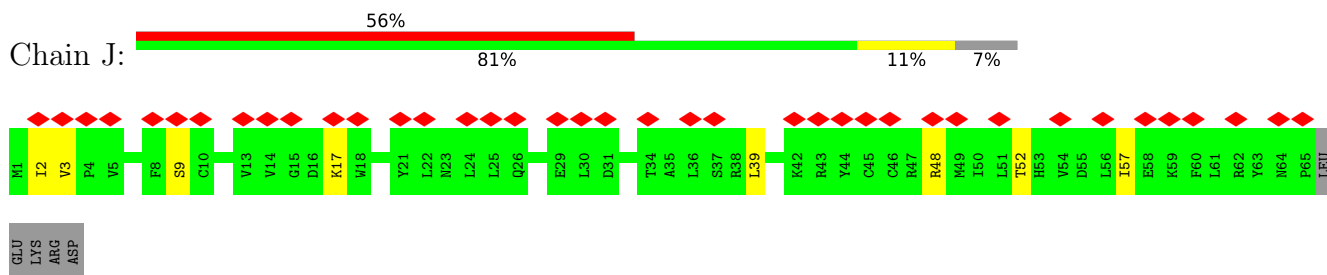 56%
Chain J:
81% 11% 7%
M1 I2 V3 P4 V5 F8 S9 C10 V13 V14 G15 D16 K17 W18 Y21 L22 N23 L24 L25 Q26 E29 L30 D31 T34 A35 L36 S37 R38 L39 K42 R43 Y44 C45 C46 R47 R48 M49 I50 L51 T52 H53 V54 D55 L56 I57 E58 K59 F60 L61 R62 Y63 N64 P65 LEU
GLU LYS ARG ASP